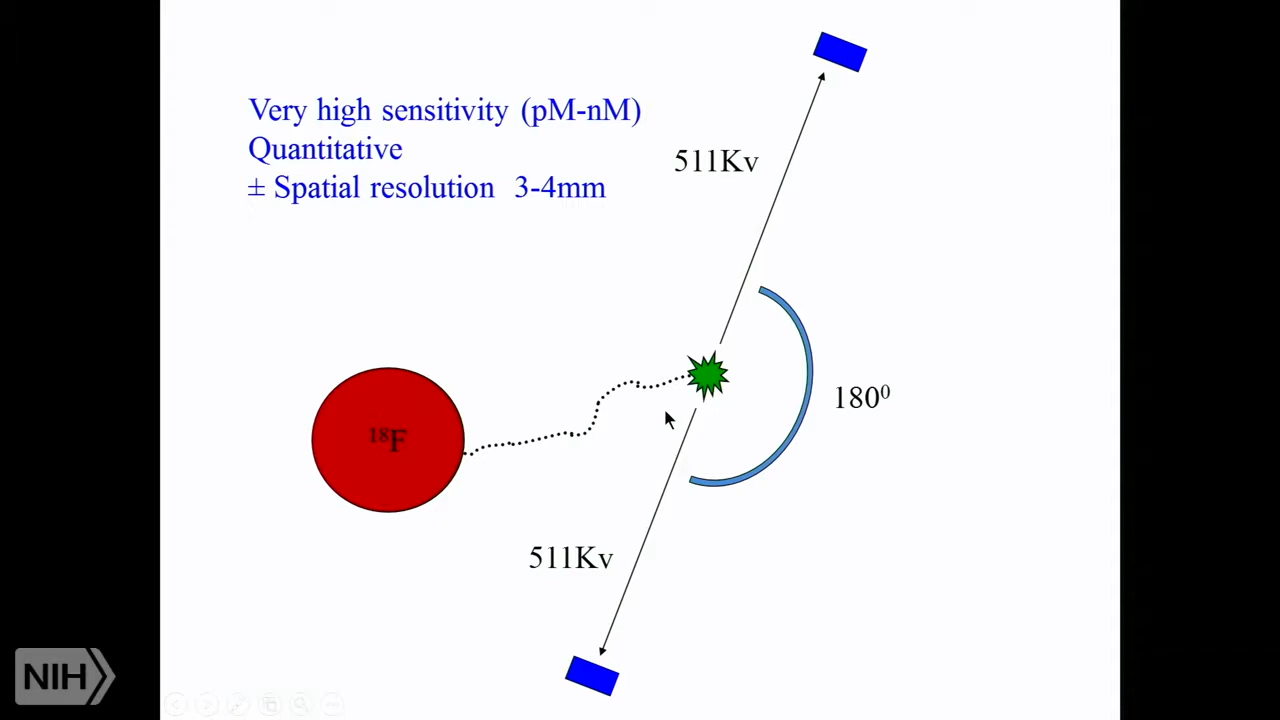 Very high sensitivity (pM-nM)
Quantitative
± Spatial resolution 3-4mm
511Kv
180⁰
¹⁸F
511Kv
NIH